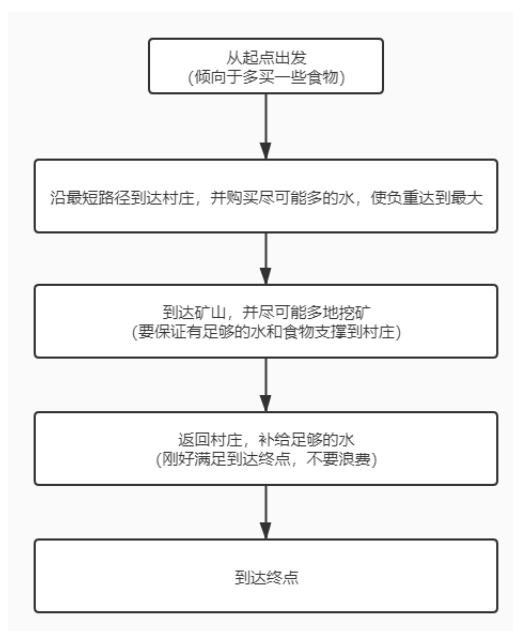 从起点出发
(倾向于多买一些食物)
沿最短路径到达村庄，并购买尽可能多的水，使负重达到最大
到达矿山，并尽可能多地挖矿
(要保证有足够的水和食物支撑到村庄)
返回村庄，补给足够的水
(刚好满足到达终点，不要浪费)
到达终点